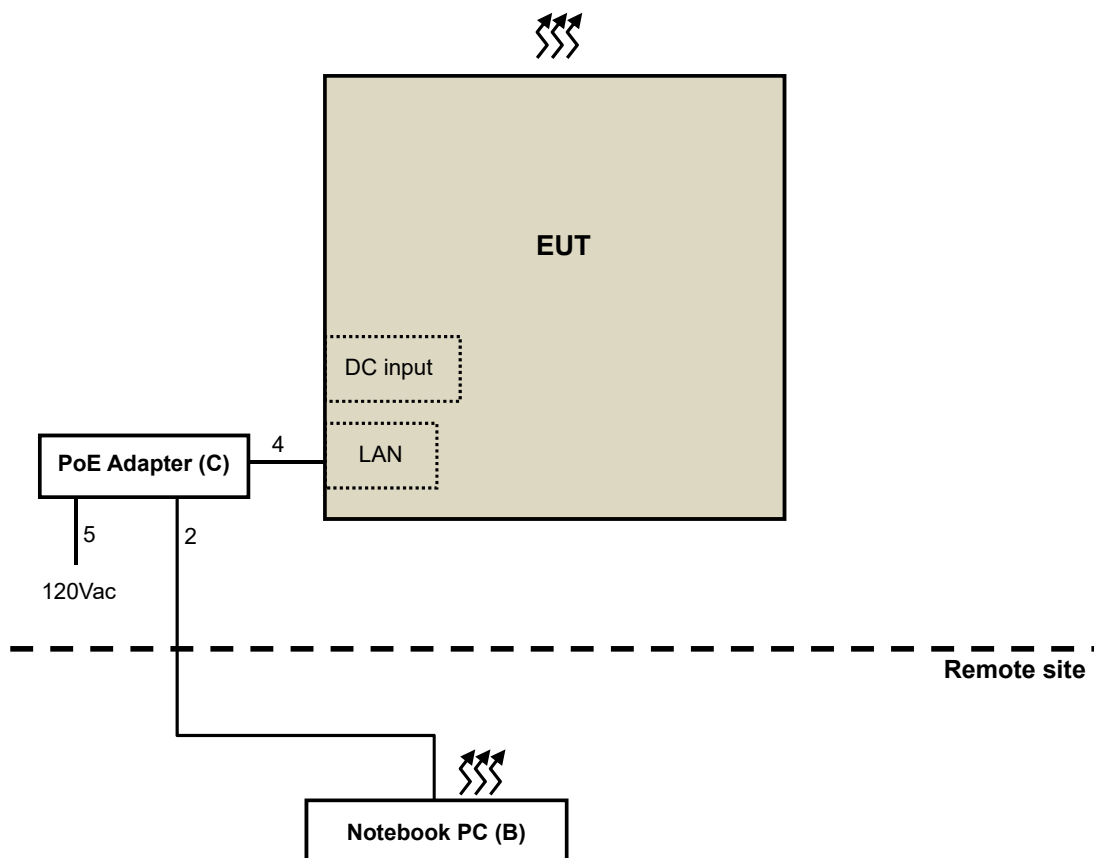 EUT
DC input
LAN
4
PoE Adapter (C)
5
2
120Vac
Remote site
Notebook PC (B)